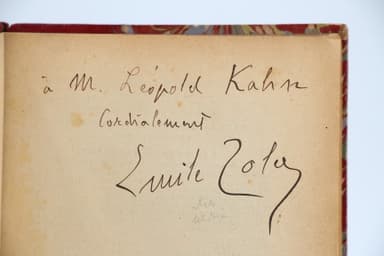 à M. Léopold Kahn
Cordialement
Emile Zola